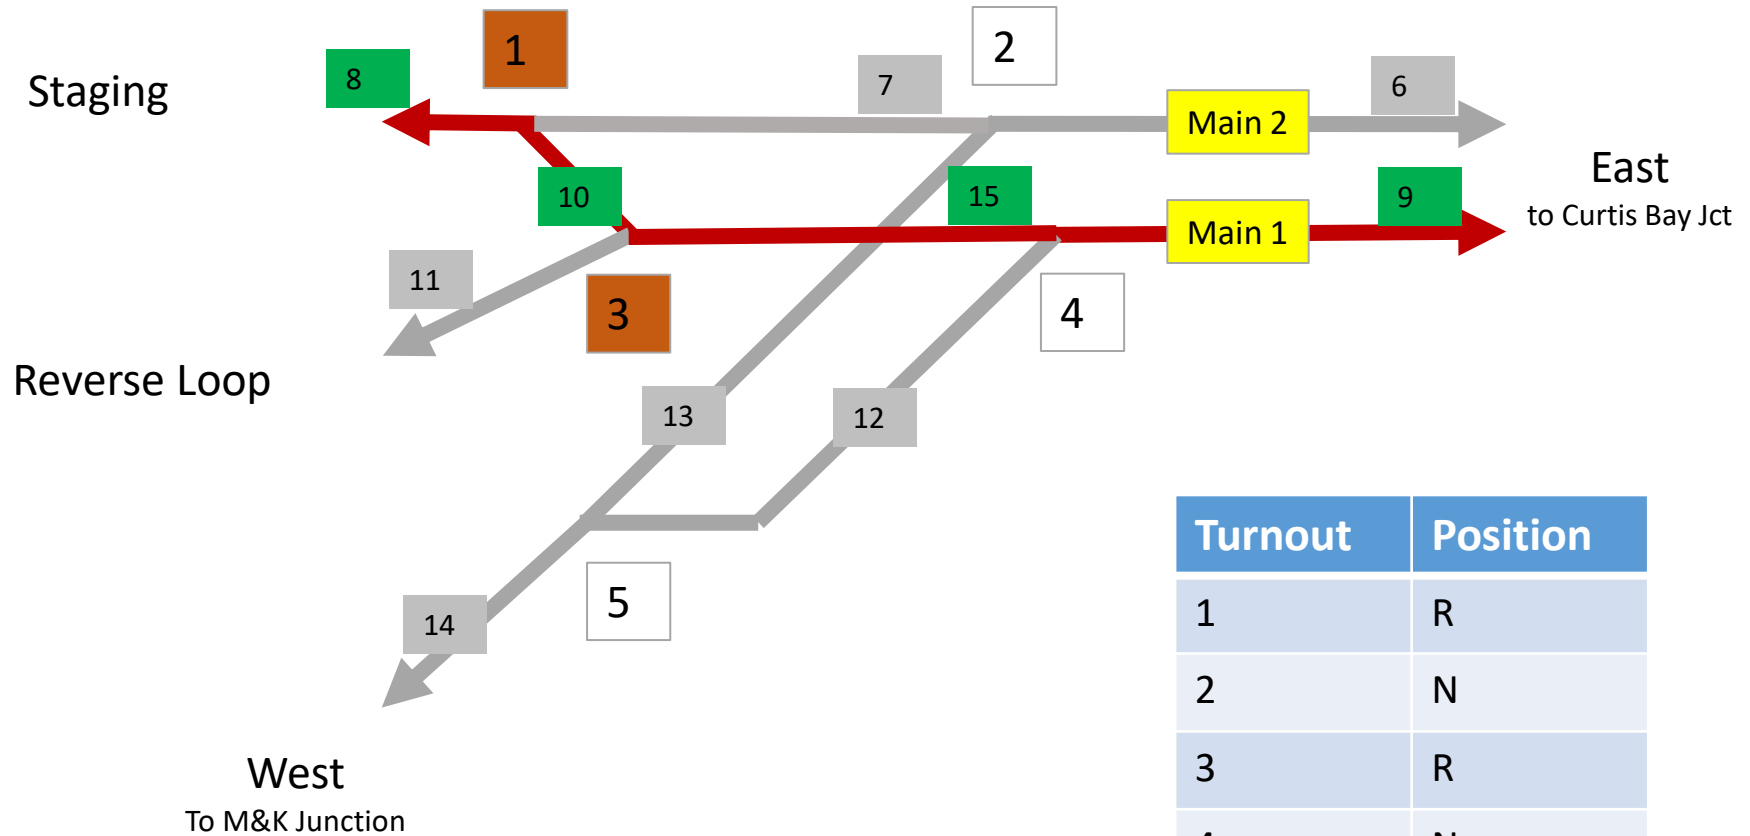 1
2
8
7
6
Staging
Main 2
East
to Curtis Bay Jct
10
15
9
Main 1
11
3
4
Reverse Loop
13
12
5
14
West
To M&K Junction
Turnout Position
1 R
2 N
3 R
4 N